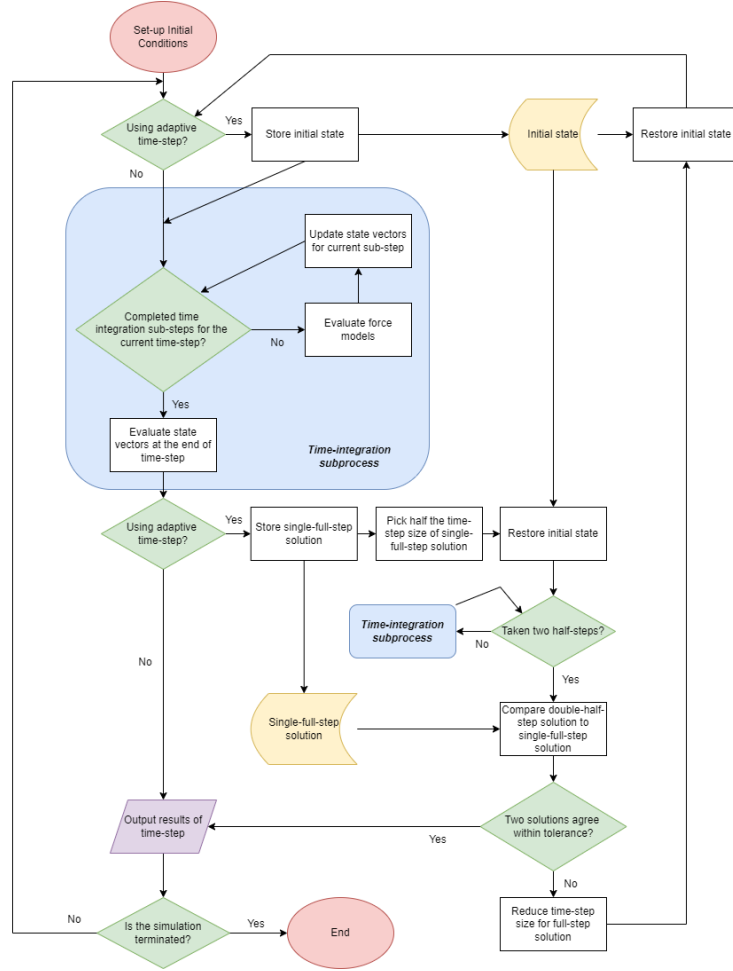 Set-up Initial
Conditions
Using adaptive
time-step?
Yes
Store initial state
Initial state
Restore initial state
No
Update state vectors
for current sub-step
Completed time
integration sub-steps for the
current time-step?
No
Evaluate force
models
Yes
Evaluate state
vectors at the end of
time-step
Time-integration
subprocess
Using adaptive
time-step?
Yes
Store single-full-step
solution
Pick half the time-
step size of single-
full-step solution
Restore initial state
Time-integration
subprocess
No
Taken two half-steps?
No
Yes
Single-full-step
solution
Compare double-half-
step solution to
single-full-step
solution
Output results of
time-step
Yes
Two solutions agree
within tolerance?
No
Reduce time-step
size for full-step
solution
No
Is the simulation
terminated?
Yes
End